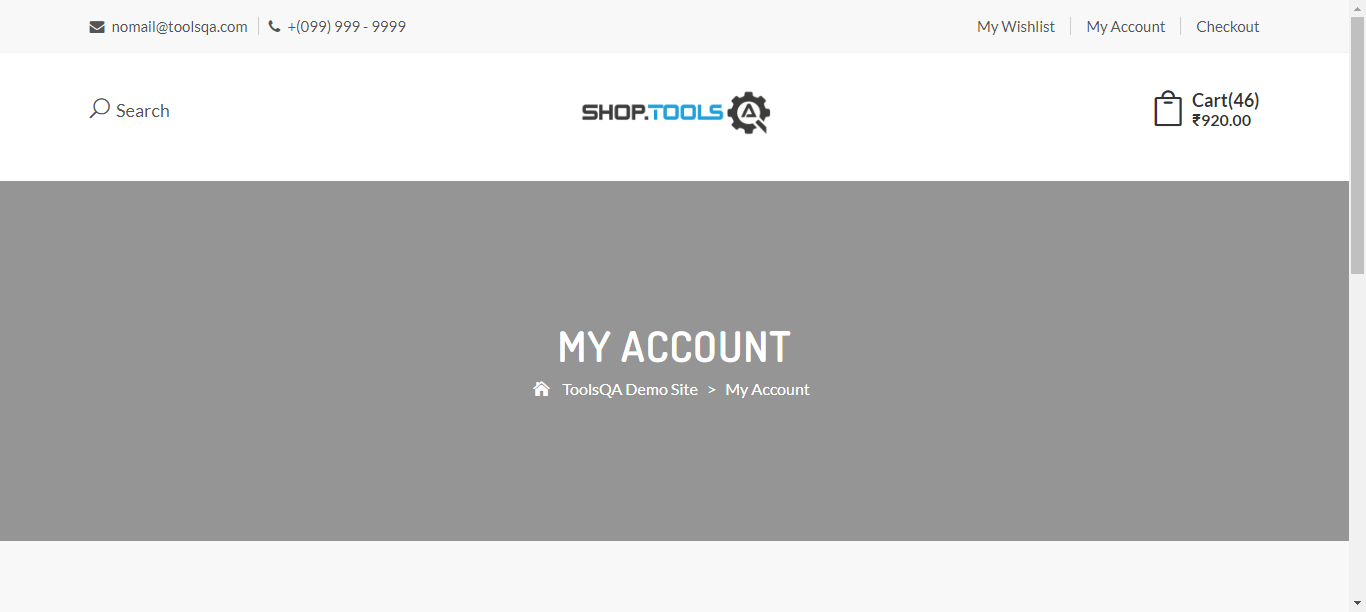 nomail@toolsqa.com
+(099) 999 - 9999
My Wishlist
My Account
Checkout
Search
SHOP.TOOLS QA
Cart(46)
₹920.00
MY ACCOUNT
ToolsQA Demo Site > My Account